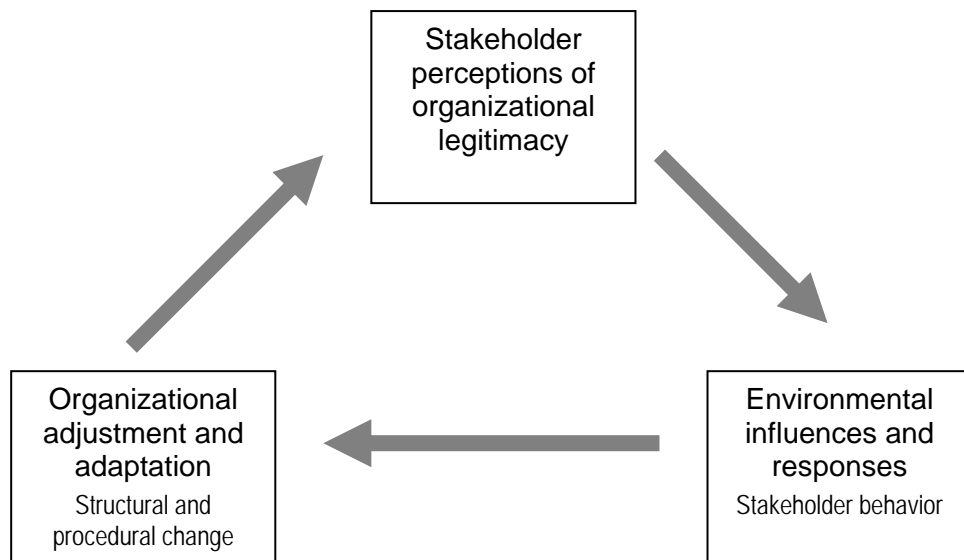 Stakeholder
perceptions of
organizational
legitimacy
Organizational
adjustment and
adaptation
Structural and
procedural change
Environmental
influences and
responses
Stakeholder behavior